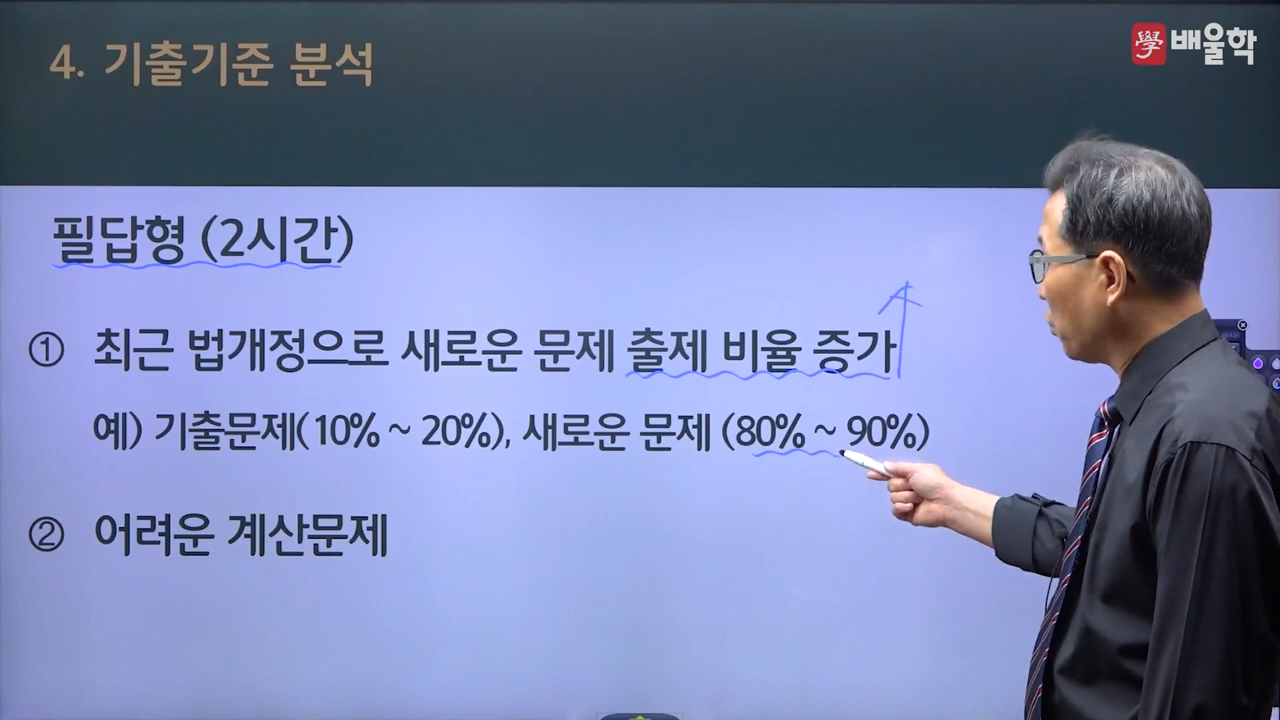 4. 기출기준 분석
學 배울학
필답형 (2시간)
① 최근 법개정으로 새로운 문제 출제 비율 증가
예) 기출문제(10% ~ 20%), 새로운 문제 (80% ~ 90%)
② 어려운 계산문제